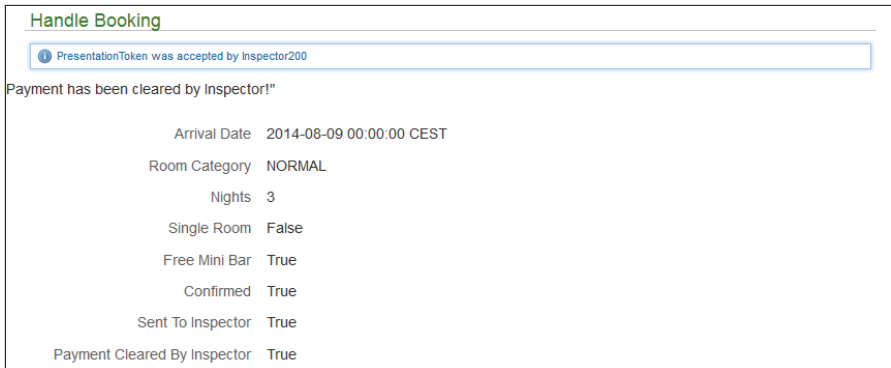 Handle Booking
PresentationToken was accepted by Inspector200
Payment has been cleared by Inspector!"
Arrival Date 2014-08-09 00:00:00 CEST
Room Category NORMAL
Nights 3
Single Room False
Free Mini Bar True
Confirmed True
Sent To Inspector True
Payment Cleared By Inspector True